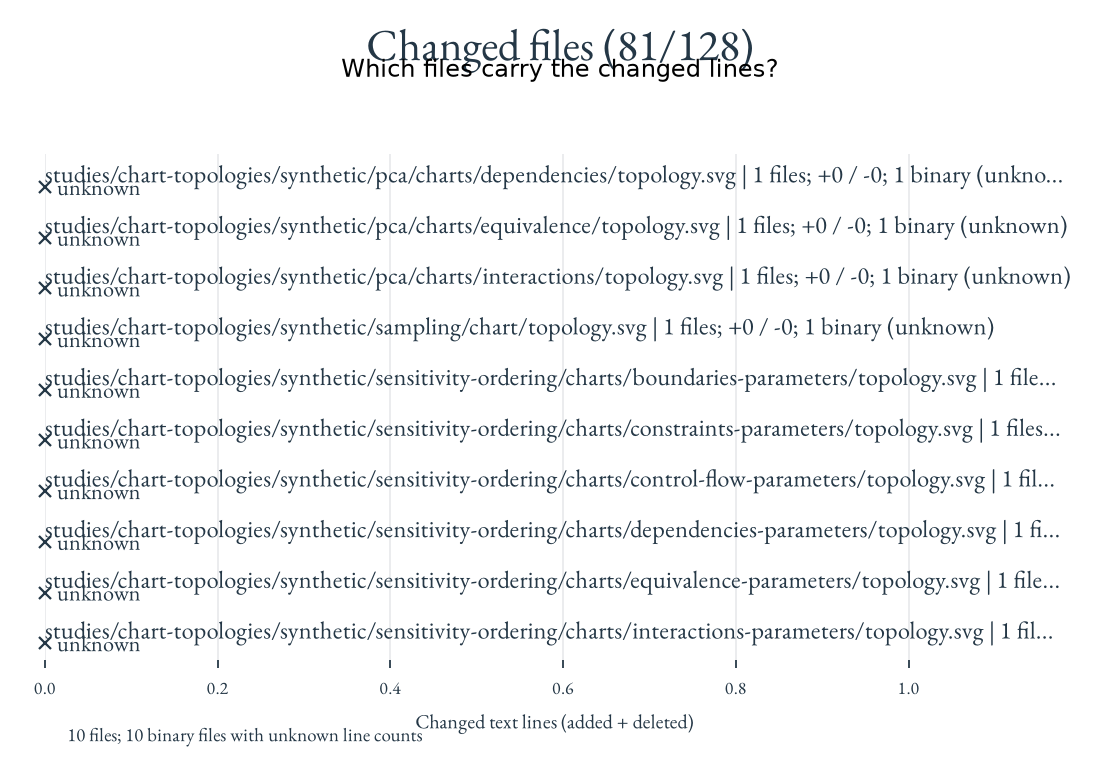 Changed files (81/128)
Which files carry the changed lines?
studies/chart-topologies/synthetic/pca/charts/dependencies/topology.svg | 1 files; +0 / -0; 1 binary (unkno...
unknown
studies/chart-topologies/synthetic/pca/charts/equivalence/topology.svg | 1 files; +0 / -0; 1 binary (unknown)
unknown
studies/chart-topologies/synthetic/pca/charts/interactions/topology.svg | 1 files; +0 / -0; 1 binary (unknown)
unknown
studies/chart-topologies/synthetic/sampling/chart/topology.svg | 1 files; +0 / -0; 1 binary (unknown)
unknown
studies/chart-topologies/synthetic/sensitivity-ordering/charts/boundaries-parameters/topology.svg | 1 file...
unknown
studies/chart-topologies/synthetic/sensitivity-ordering/charts/constraints-parameters/topology.svg | 1 files...
unknown
studies/chart-topologies/synthetic/sensitivity-ordering/charts/control-flow-parameters/topology.svg | 1 fil...
unknown
studies/chart-topologies/synthetic/sensitivity-ordering/charts/dependencies-parameters/topology.svg | 1 fi...
unknown
studies/chart-topologies/synthetic/sensitivity-ordering/charts/equivalence-parameters/topology.svg | 1 file...
unknown
studies/chart-topologies/synthetic/sensitivity-ordering/charts/interactions-parameters/topology.svg | 1 fil...
unknown
0.0 0.2 0.4 0.6 0.8 1.0
Changed text lines (added + deleted)
10 files; 10 binary files with unknown line counts